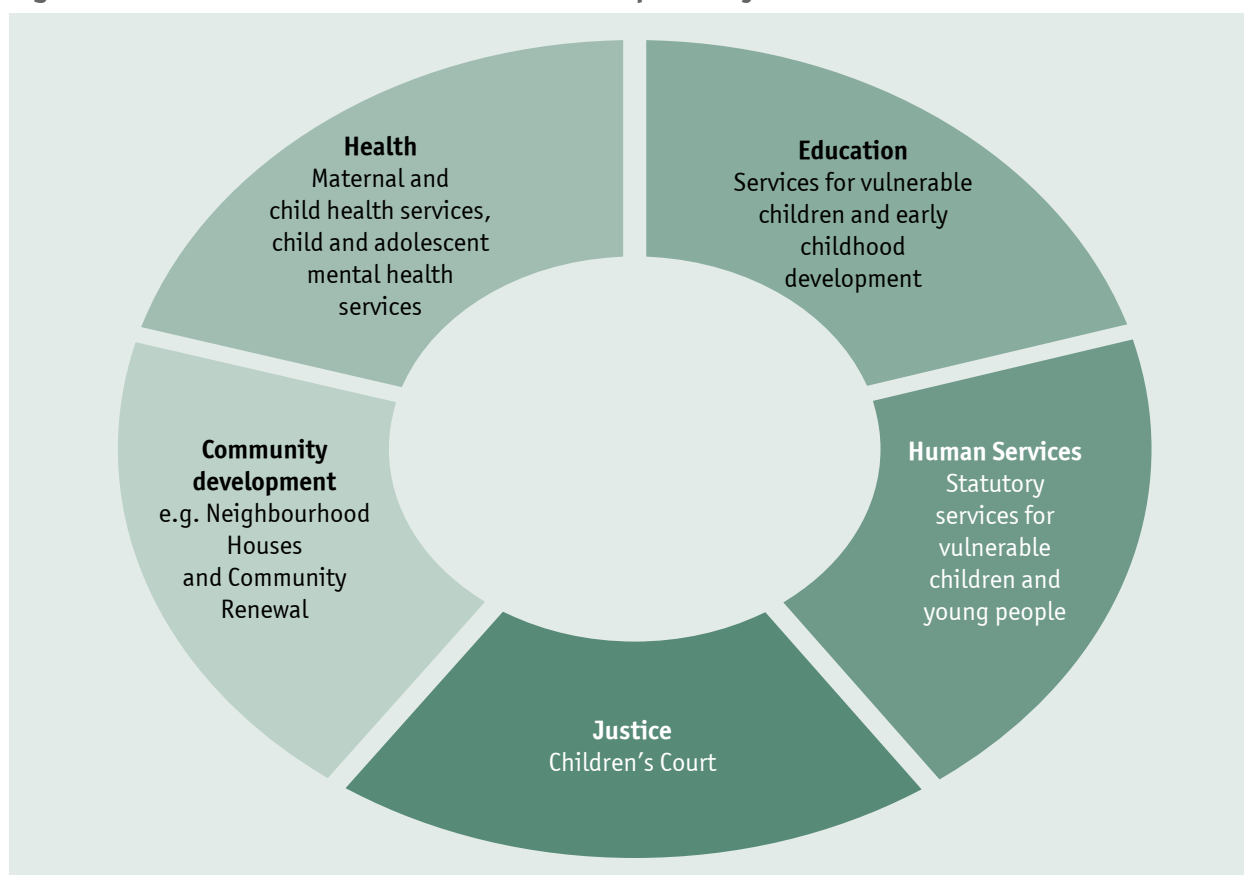 Health
Maternal and
child health services,
child and adolescent
mental health
services
Education
Services for vulnerable
children and early
childhood
development
Community
development
e.g. Neighbourhood
Houses
and Community
Renewal
Human Services
Statutory
services for
vulnerable
children and
young people
Justice
Children’s Court